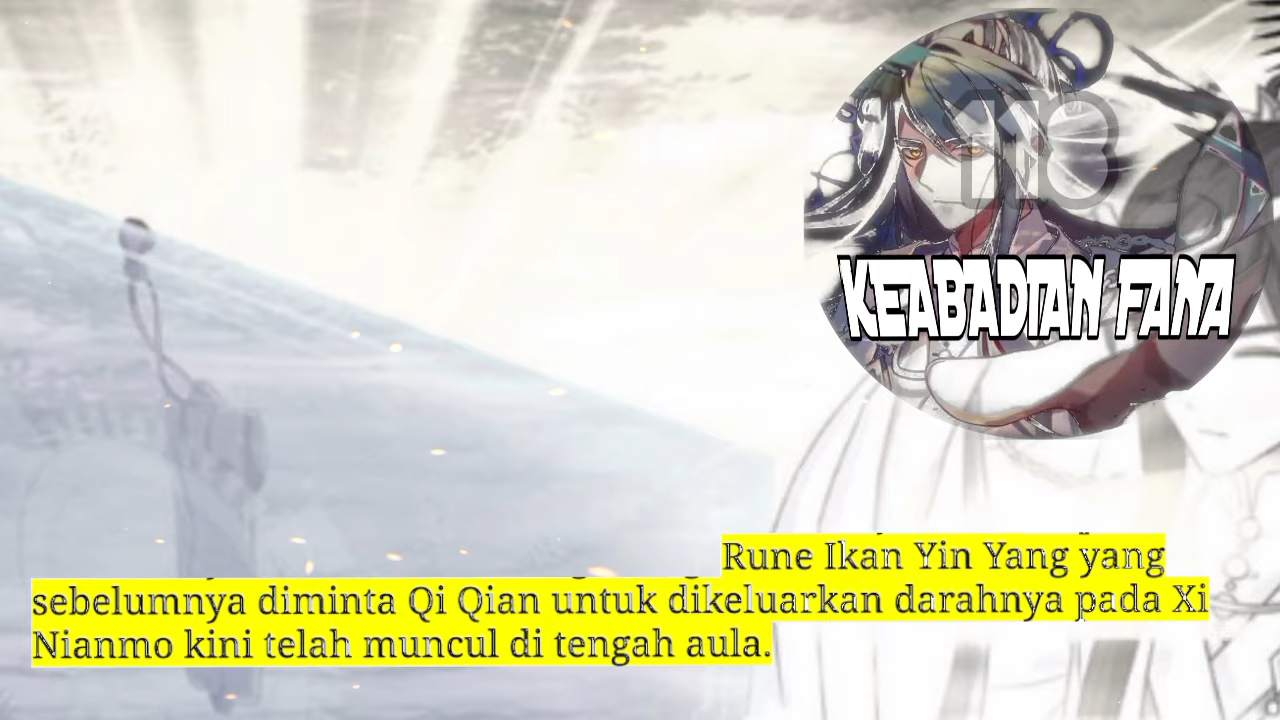 118
KEABADIAN FANA
Rune Ikan Yin Yang yang
sebelumnya diminta Qi Qian untuk dikeluarkan darahnya pada Xi
Nianmo kini telah muncul di tengah aula.